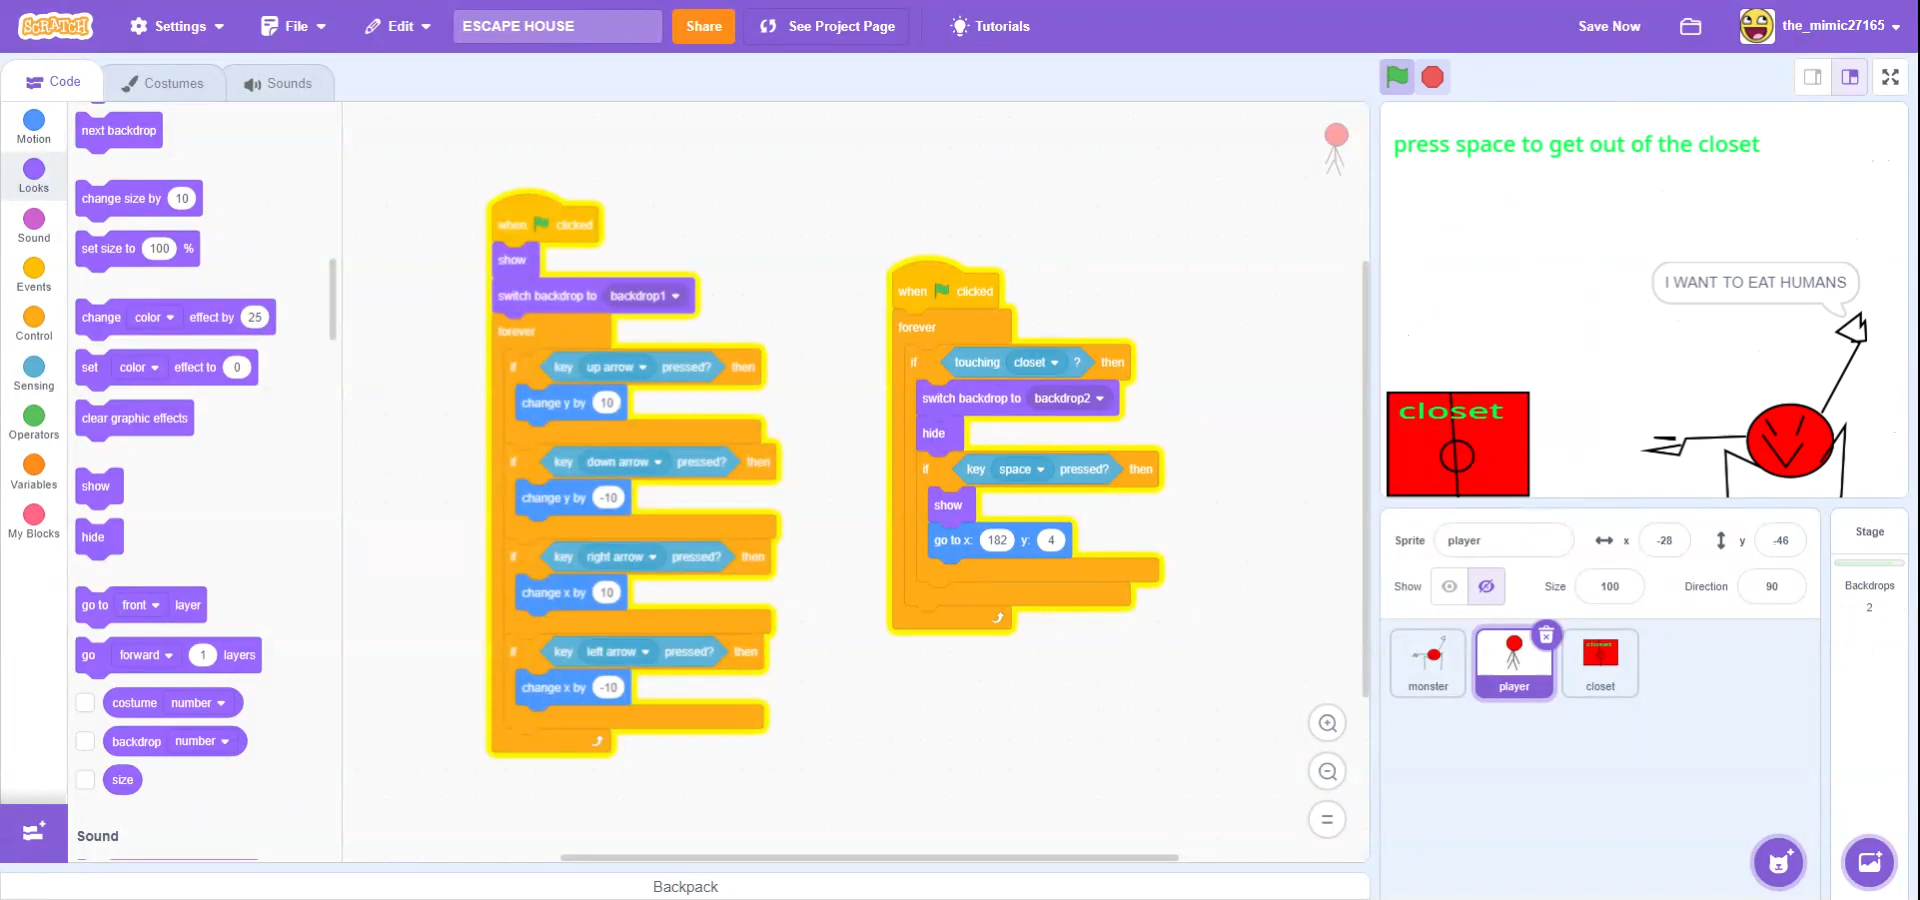 SCRATCH
Settings
File
Edit
ESCAPE HOUSE
Share
See Project Page
Tutorials
Save Now
the_mimic27165
Code
Costumes
Sounds
Motion
Looks
Sound
Events
Control
Sensing
Operators
Variables
My Blocks
next backdrop
change size by 10
set size to 100 %
change color effect by 25
set color effect to 0
clear graphic effects
show
hide
go to front layer
go forward 1 layers
costume number
backdrop number
size
Sound
when clicked
show
switch backdrop to backdrop1
forever
if key up arrow pressed? then
change y by 10
if key down arrow pressed? then
change y by -10
if key right arrow pressed? then
change x by 10
if key left arrow pressed? then
change x by -10
when clicked
forever
if touching closet ? then
switch backdrop to backdrop2
hide
if key space pressed? then
show
go to x: 182 y: 4
Backpack
press space to get out of the closet
I WANT TO EAT HUMANS
closet
Sprite player x -28 y -46
Show Size 100 Direction 90
monster
player
closet
closet
Stage
Backdrops
2